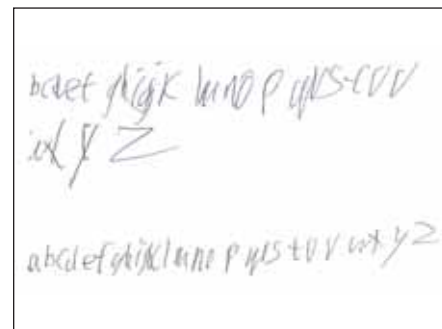 bcdef ghijk lmno p qrs tuv
wx y z
abcdefghijklmno p qrs tuv wx y z